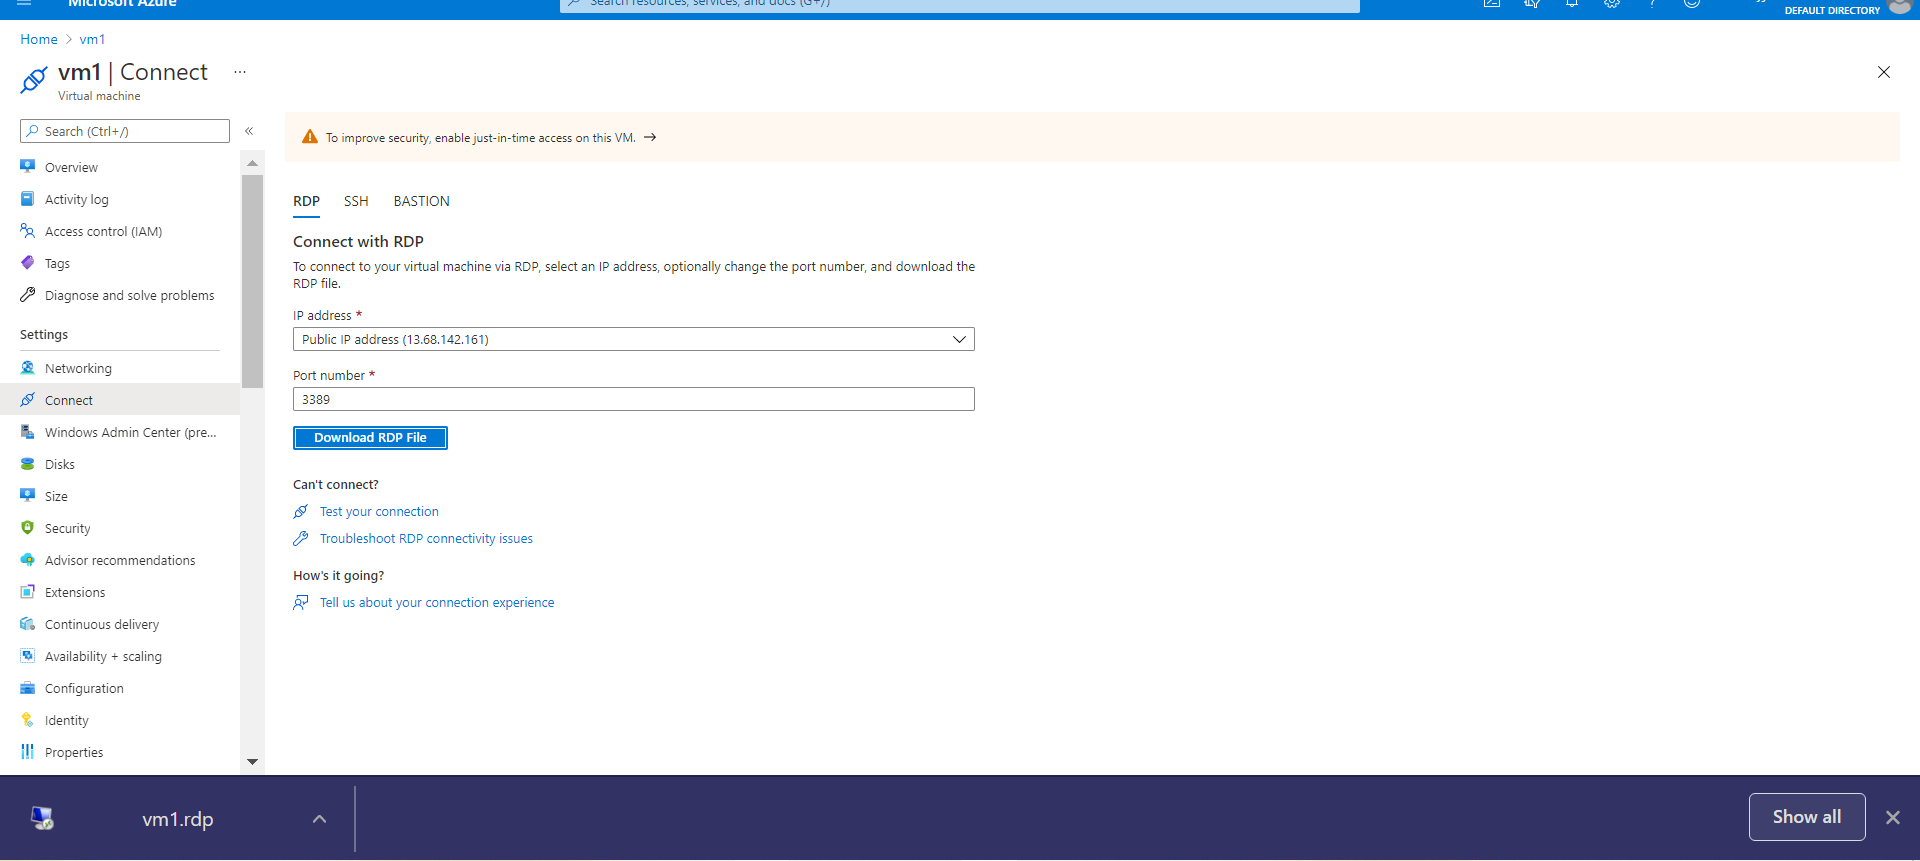 Microsoft Azure
Search resources, services, and docs (G+/)
DEFAULT DIRECTORY
Home > vm1
vm1 | Connect ...
Virtual machine
Search (Ctrl+/)
«
Overview
Activity log
Access control (IAM)
Tags
Diagnose and solve problems
Settings
Networking
Connect
Windows Admin Center (pre...
Disks
Size
Security
Advisor recommendations
Extensions
Continuous delivery
Availability + scaling
Configuration
Identity
Properties
To improve security, enable just-in-time access on this VM. →
RDP SSH BASTION
Connect with RDP
To connect to your virtual machine via RDP, select an IP address, optionally change the port number, and download the
RDP file.
IP address *
Public IP address (13.68.142.161)
Port number *
3389
Download RDP File
Can't connect?
Test your connection
Troubleshoot RDP connectivity issues
How's it going?
Tell us about your connection experience
vm1.rdp
Show all